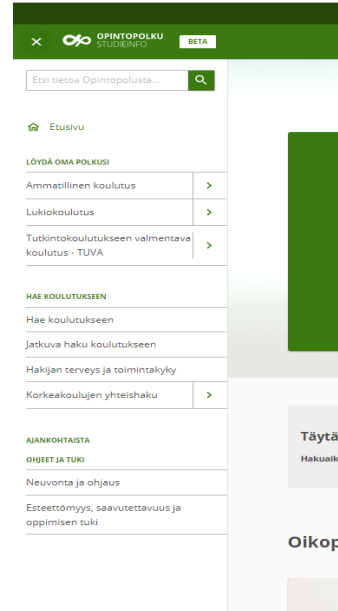 OPINTOPOLKU
STUDIEINFO
BETA
Etsi tietoa Opintopolusta...
Etusivu
LÖYDÄ OMA POLKUSI
Ammatillinen koulutus
Lukiokoulutus
Tutkintokoulutukseen valmentava
koulutus - TUVA
HAE KOULUTUKSEEN
Hae koulutukseen
Jatkuva haku koulutukseen
Hakijan terveys ja toimintakyky
Korkeakoulujen yhteishaku
AJANKOHTAISTA
OHJEET JA TUKI
Neuvonta ja ohjaus
Esteettömyys, saavutettavuus ja
oppimisen tuki
Täytä
Hakuaik
Oikop